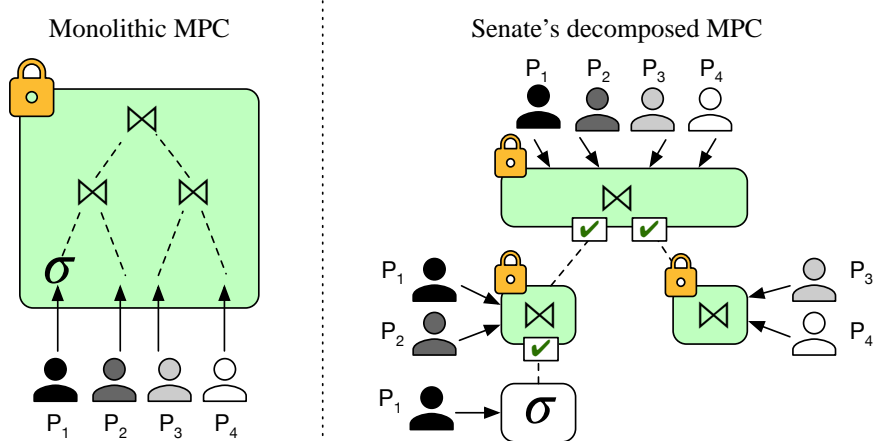 Monolithic MPC
⋈
⋈ ⋈
σ
P1 P2 P3 P4
Senate's decomposed MPC
P1 P2 P3 P4
⋈
✔ ✔
P1
P2
⋈
✔
⋈
P3
P4
P1
σ